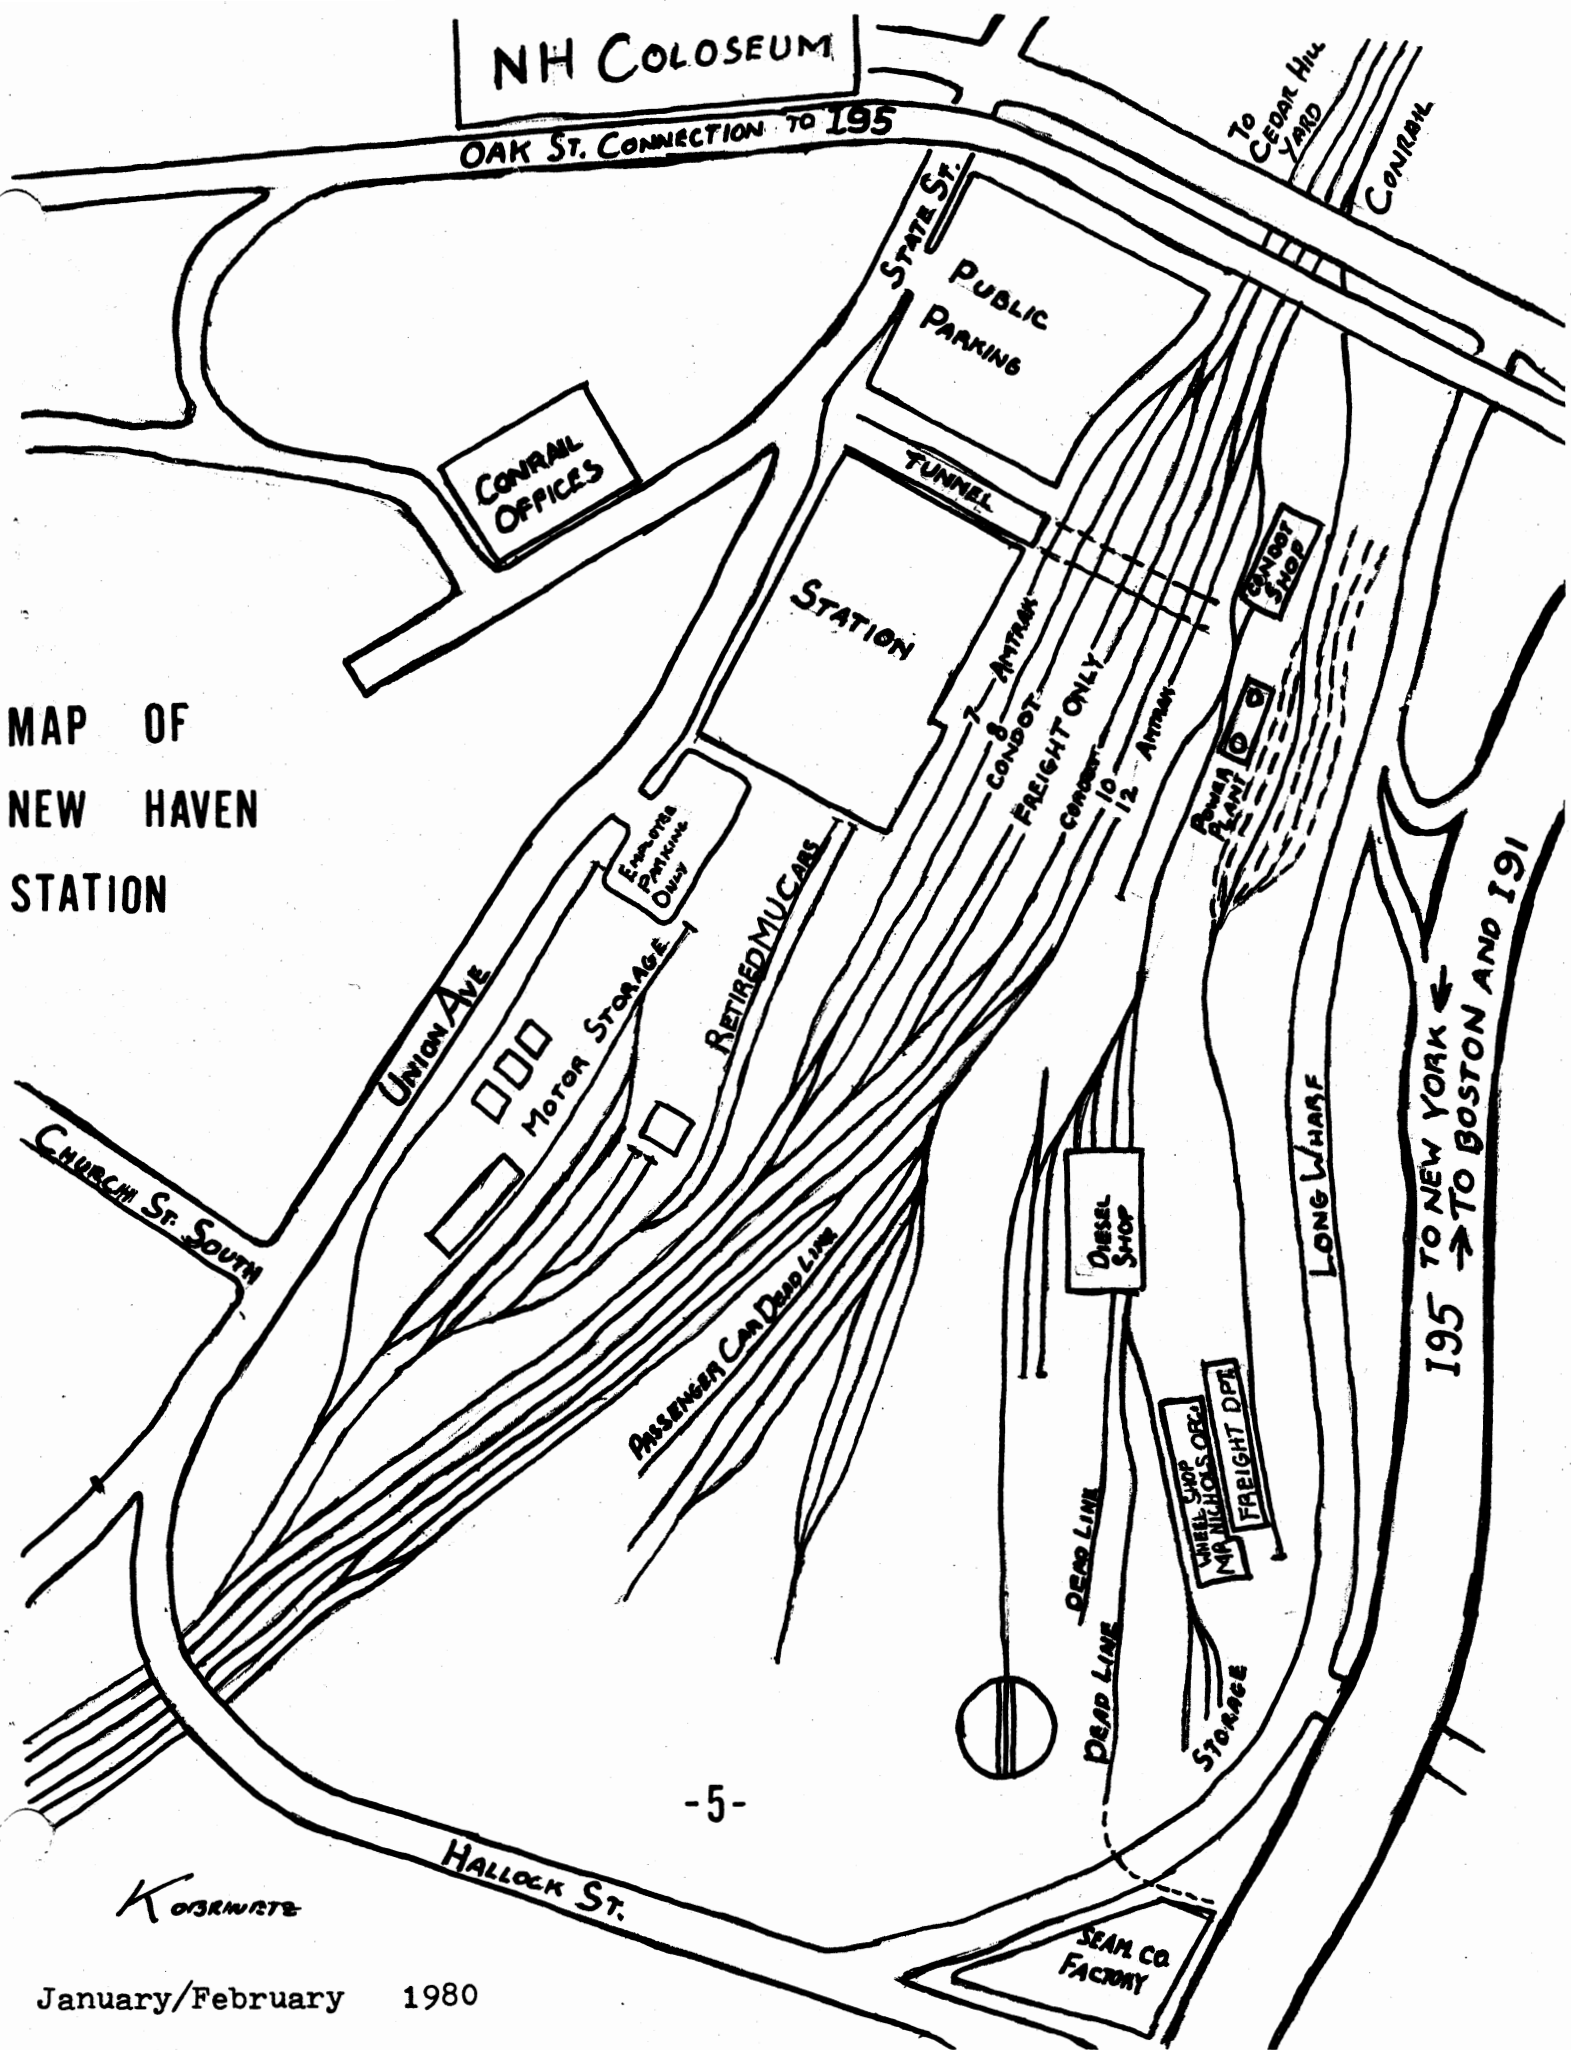 NH COLOSEUM
OAK ST. CONNECTION TO I95
TO
CEDAR HILL
YARD
CONRAIL
STATE ST.
PUBLIC
PARKING
CONRAIL
OFFICES
TUNNEL
STATION
CONDOT
SHOP
MAP OF
NEW HAVEN
STATION
7 AMTRAK
8
CONDOT
FREIGHT ONLY
CONDOT
10
12 AMTRAK
POWER
PLANT
EMPLOYEE
PARKING
ONLY
RETIRED MU CARS
MOTOR STORAGE
UNION AVE
CHURCH ST. SOUTH
PASSENGER CAR DEAD LINE
DIESEL
SHOP
LONG WHARF
I95 TO NEW YORK ←
→ TO BOSTON AND I91
WHEEL SHOP
MR NICHOLS OFC.
FREIGHT DPT.
DEAD LINE
DEAD LINE
STORAGE
-5-
HALLOCK ST.
SEAM. CO.
FACTORY
January/February 1980